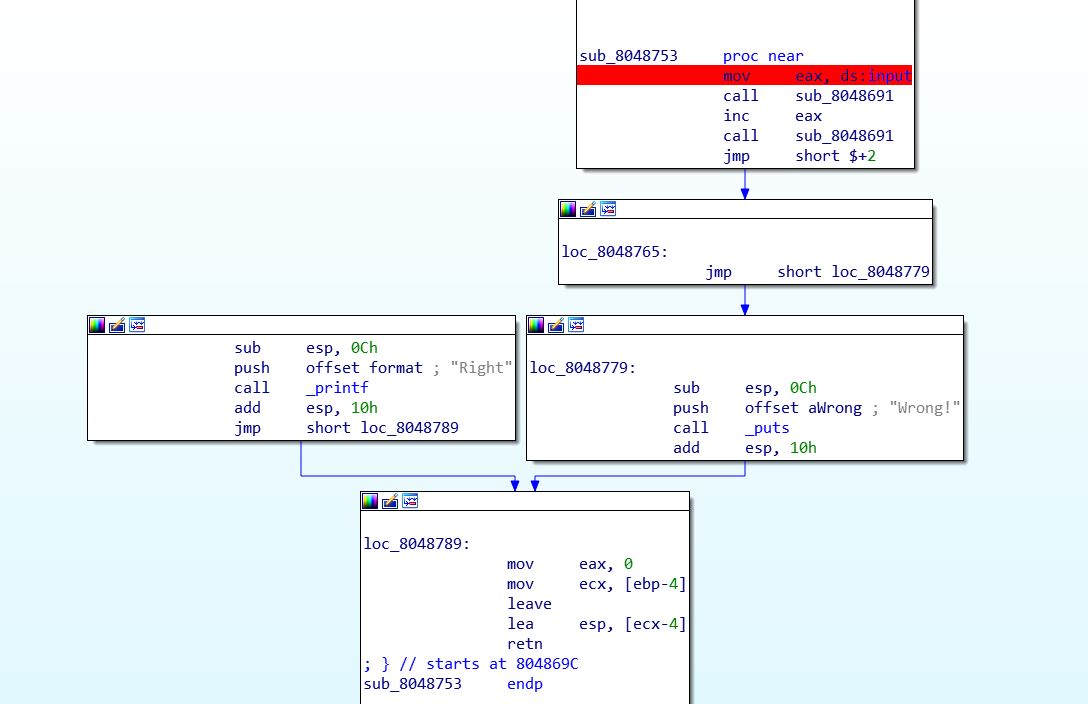 sub_8048753 proc near
mov eax, ds:input
call sub_8048691
inc eax
call sub_8048691
jmp short $+2
loc_8048765:
jmp short loc_8048779
sub esp, 0Ch
push offset format ; "Right"
call _printf
add esp, 10h
jmp short loc_8048789
loc_8048779:
sub esp, 0Ch
push offset aWrong ; "Wrong!"
call _puts
add esp, 10h
loc_8048789:
mov eax, 0
mov ecx, [ebp-4]
leave
lea esp, [ecx-4]
retn
; } // starts at 804869C
sub_8048753 endp